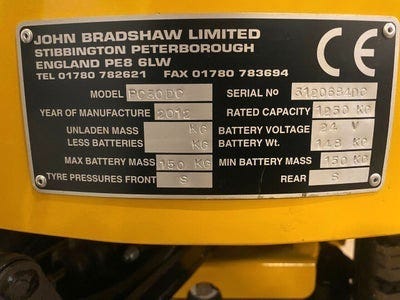 JOHN BRADSHAW LIMITED
STIBBINGTON PETERBOROUGH
ENGLAND PE8 6LW
TEL 01780 782621 FAX 01780 783694
CE
MODEL PC30DC SERIAL No
YEAR OF MANUFACTURE 2012 RATED CAPACITY 1250 KG
UNLADEN MASS KG BATTERY VOLTAGE 24 V
LESS BATTERIES KG BATTERY Wt. 148 KG
MAX BATTERY MASS 150 KG MIN BATTERY MASS 150 KG
TYRE PRESSURES FRONT S REAR S